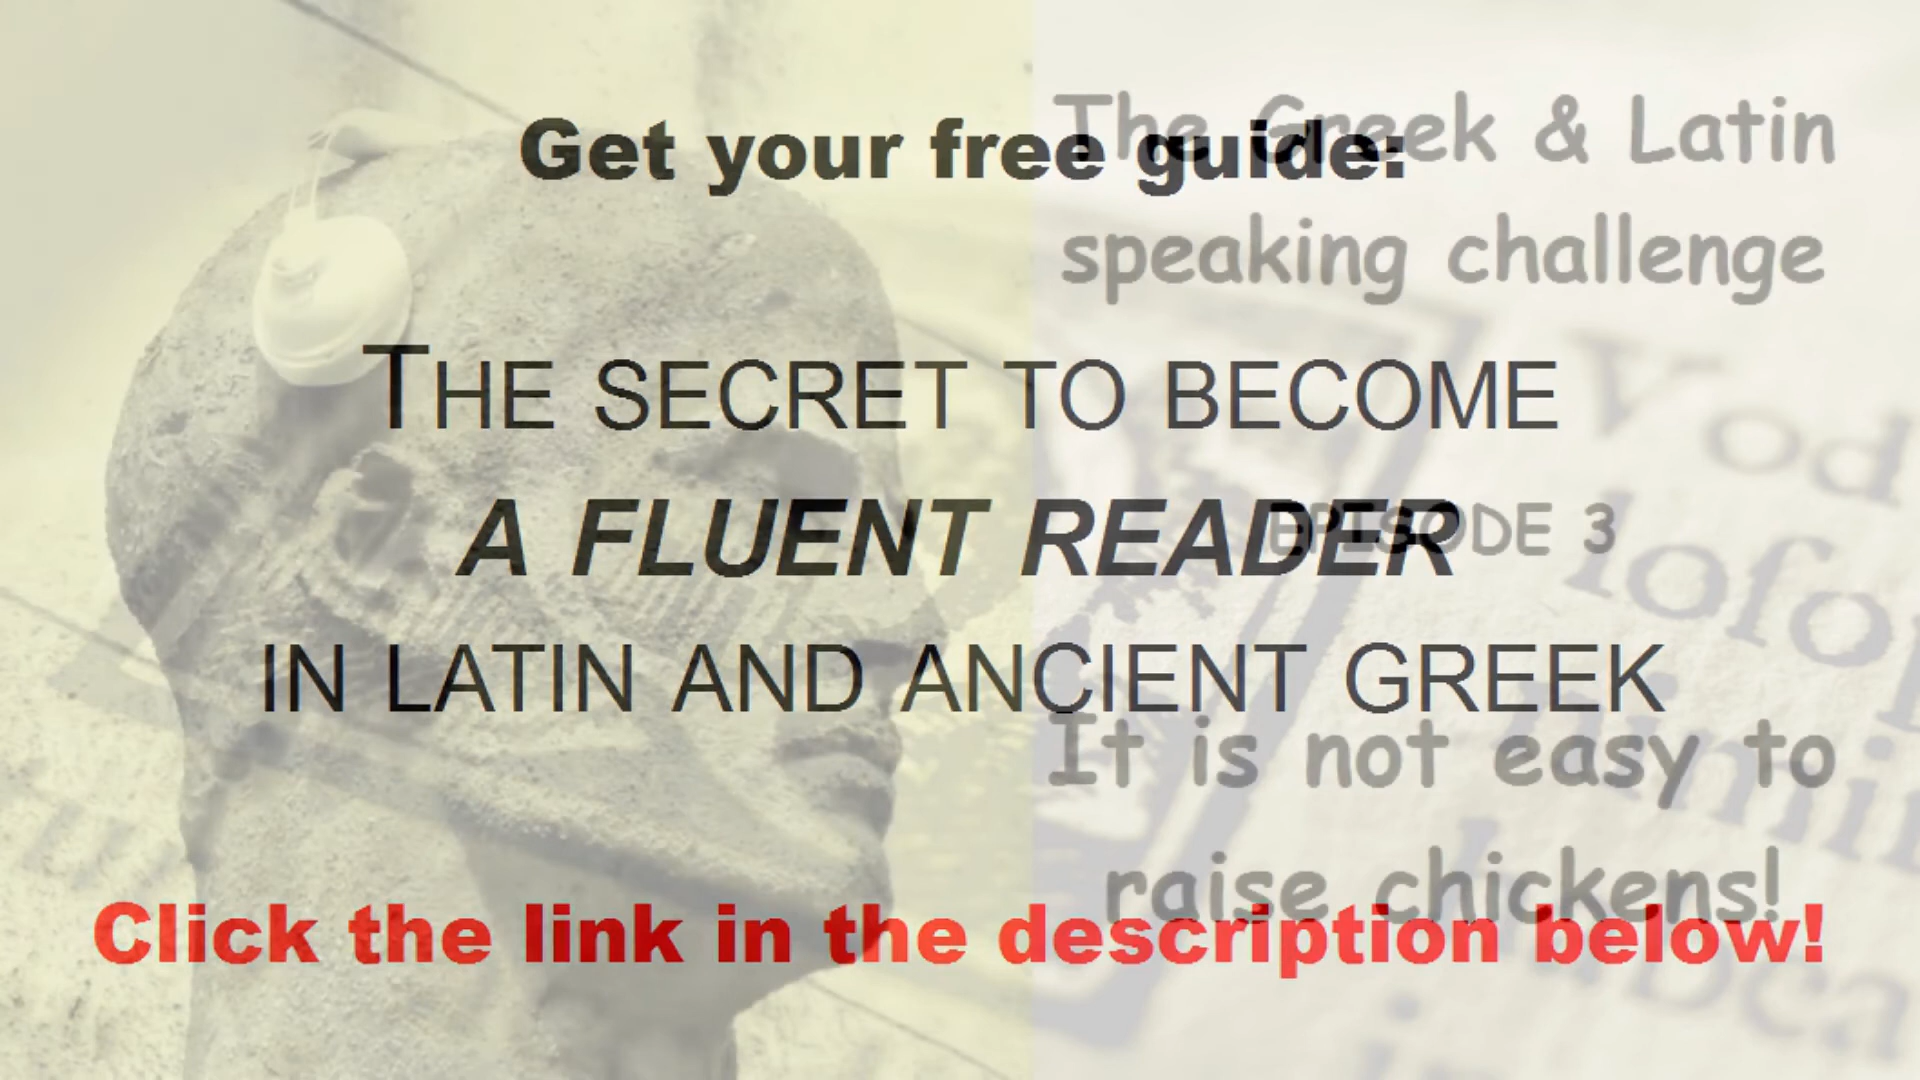 Get your free guide:
THE SECRET TO BECOME
A FLUENT READER
IN LATIN AND ANCIENT GREEK
Click the link in the description below!
The Greek & Latin
speaking challenge
EPISODE 3
It is not easy to
raise chickens!
Vod